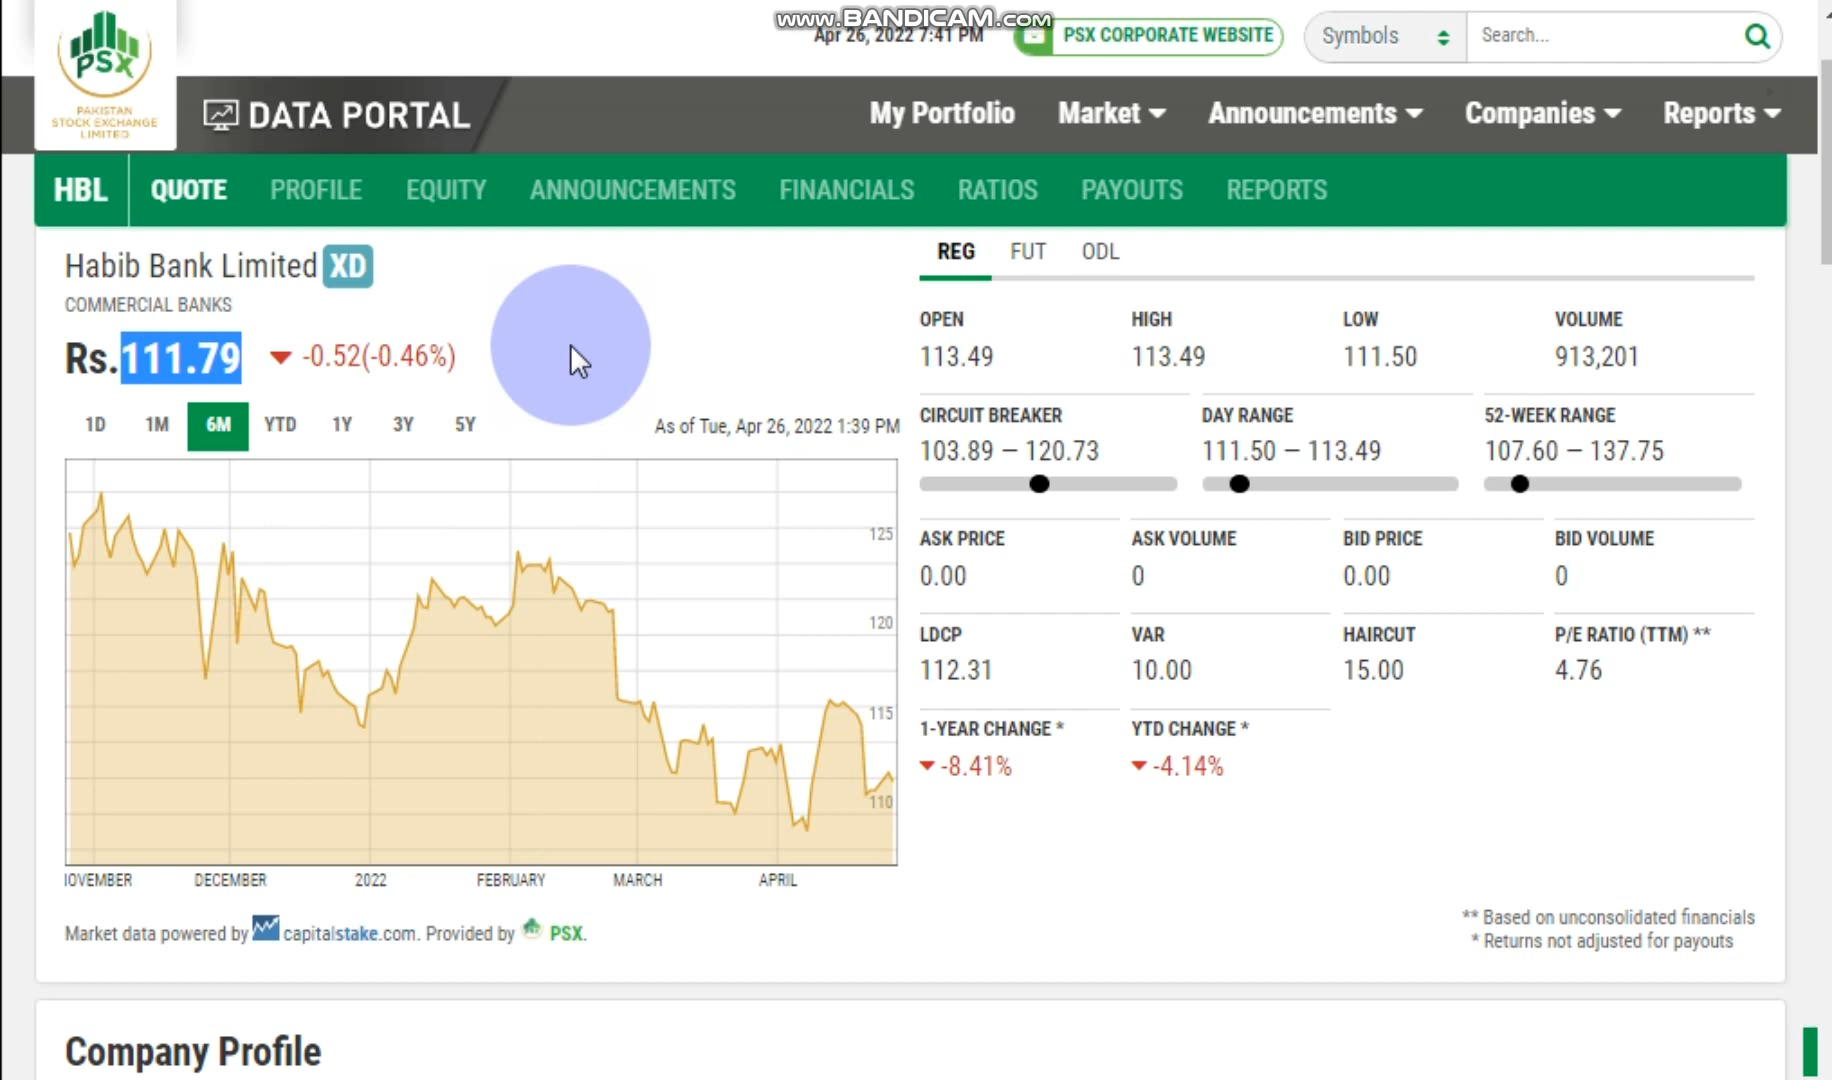 www.BANDICAM.com
Apr 26, 2022 7:41 PM
PSX CORPORATE WEBSITE
Symbols
Search...
PSX
PAKISTAN
STOCK EXCHANGE
LIMITED
DATA PORTAL
My Portfolio Market Announcements Companies Reports
HBL QUOTE PROFILE EQUITY ANNOUNCEMENTS FINANCIALS RATIOS PAYOUTS REPORTS
Habib Bank Limited XD
COMMERCIAL BANKS
Rs.111.79 -0.52(-0.46%)
1D 1M 6M YTD 1Y 3Y 5Y
As of Tue, Apr 26, 2022 1:39 PM
125
120
115
110
IOVEMBER DECEMBER 2022 FEBRUARY MARCH APRIL
Market data powered by capitalstake.com. Provided by PSX.
REG FUT ODL
OPEN HIGH LOW VOLUME
113.49 113.49 111.50 913,201
CIRCUIT BREAKER DAY RANGE 52-WEEK RANGE
103.89 — 120.73 111.50 — 113.49 107.60 — 137.75
ASK PRICE ASK VOLUME BID PRICE BID VOLUME
0.00 0 0.00 0
LDCP VAR HAIRCUT P/E RATIO (TTM) **
112.31 10.00 15.00 4.76
1-YEAR CHANGE * YTD CHANGE *
-8.41% -4.14%
** Based on unconsolidated financials
* Returns not adjusted for payouts
Company Profile